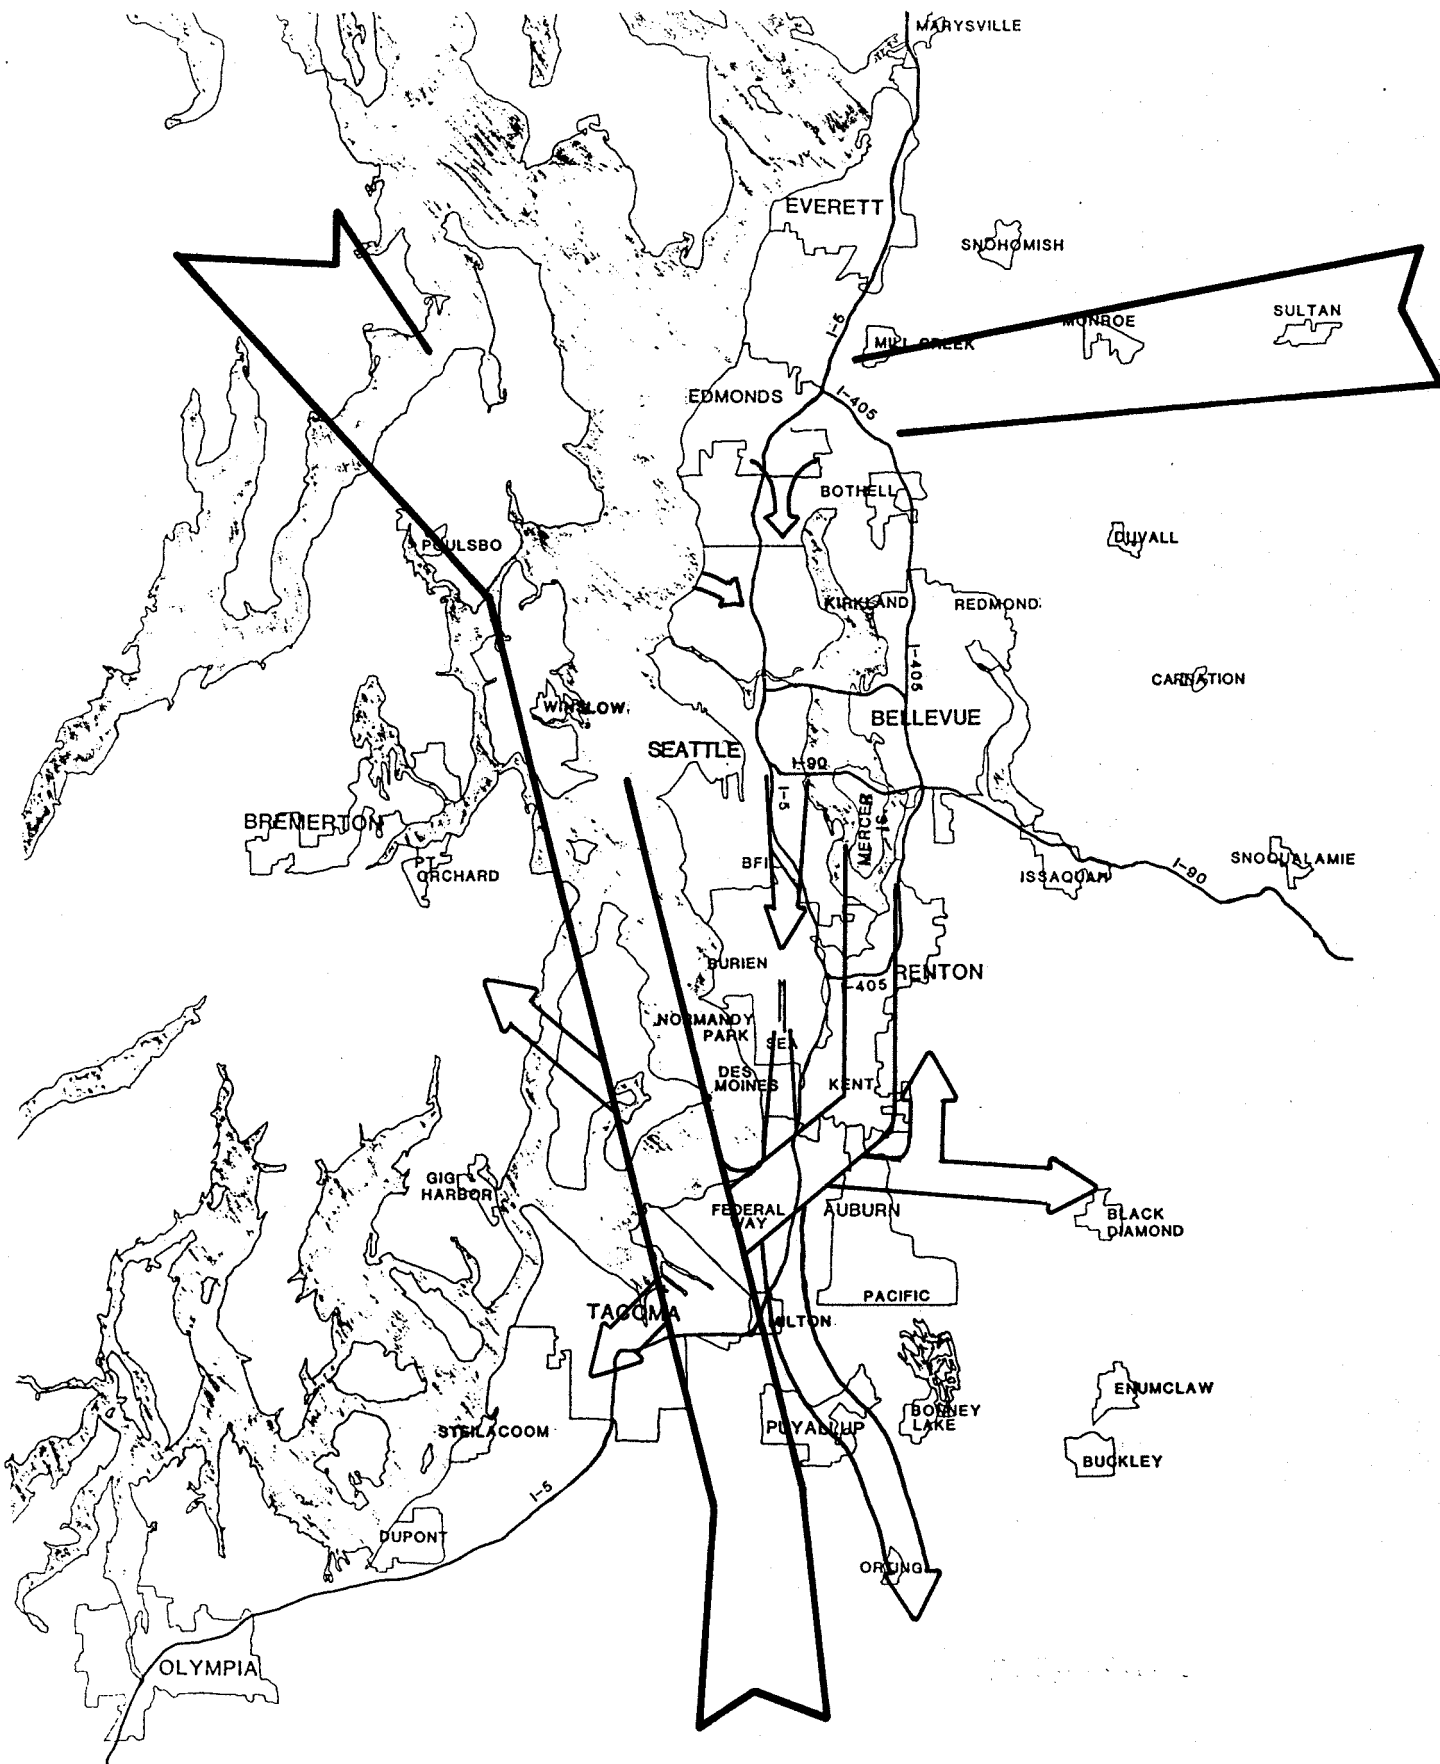 MARYSVILLE
EVERETT
SNOHOMISH
SULTAN
MONROE
I-5
MILL CREEK
EDMONDS
I-405
BOTHELL
DUVALL
POULSBO
KIRKLAND
REDMOND
I-405
CARNATION
WINSLOW
BELLEVUE
SEATTLE
I-90
I-5
MERCER
IS
BREMERTON
BFI
PT
ORCHARD
SNOQUALAMIE
ISSAQUAH
I-90
BURIEN
RENTON
I-405
NORMANDY
PARK
SEA
DES
MOINES
KENT
GIG
HARBOR
FEDERAL
WAY
AUBURN
BLACK
DIAMOND
PACIFIC
TACOMA
MILTON
ENUMCLAW
BONNEY
LAKE
STEILACOOM
PUYALLUP
BUCKLEY
I-5
DUPONT
ORTING
OLYMPIA